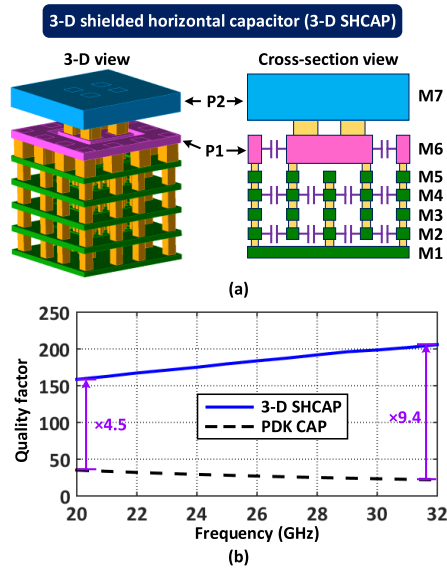 3-D shielded horizontal capacitor (3-D SHCAP)
3-D view
Cross-section view
P2
M7
P1
M6
M5
M4
M3
M2
M1
(a)
250
200
150
100
50
0
Quality factor
×4.5
×9.4
3-D SHCAP
PDK CAP
20 22 24 26 28 30 32
Frequency (GHz)
(b)